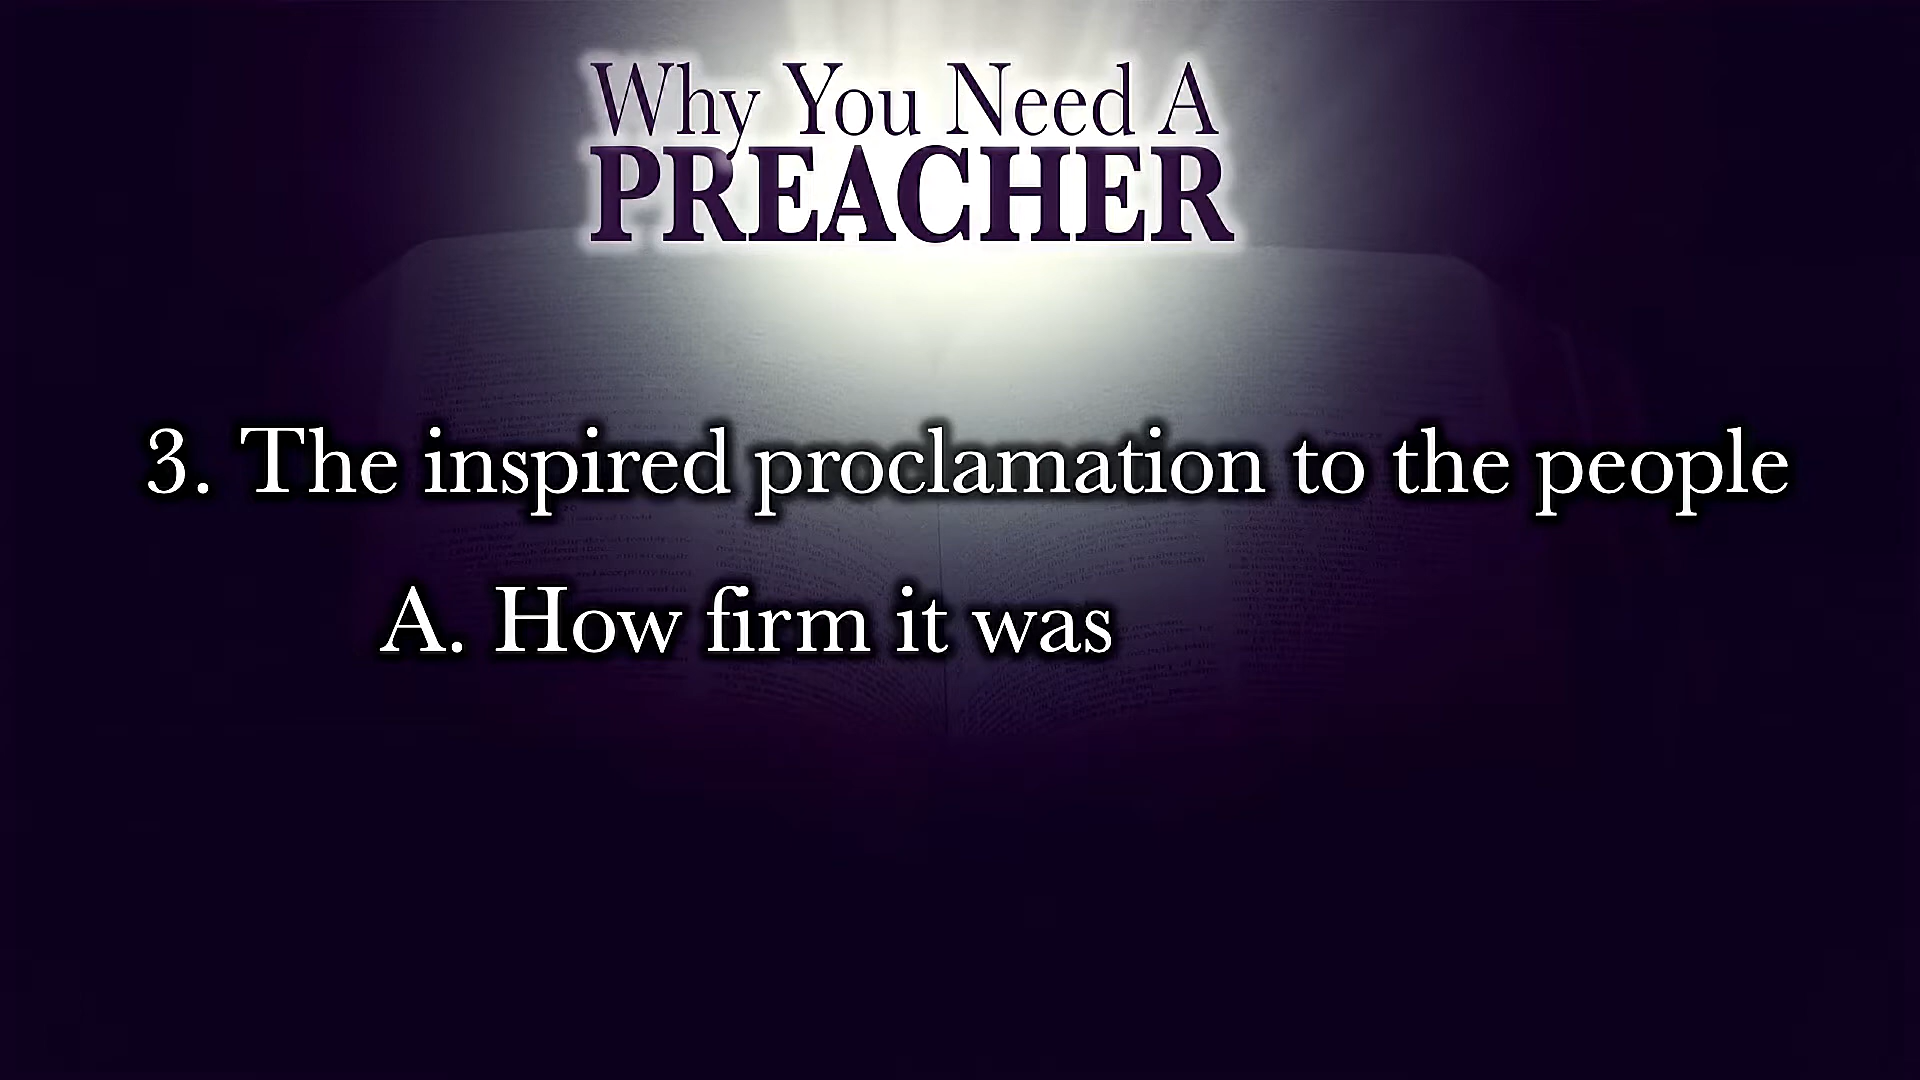 Why You Need A
PREACHER
3. The inspired proclamation to the people
A. How firm it was